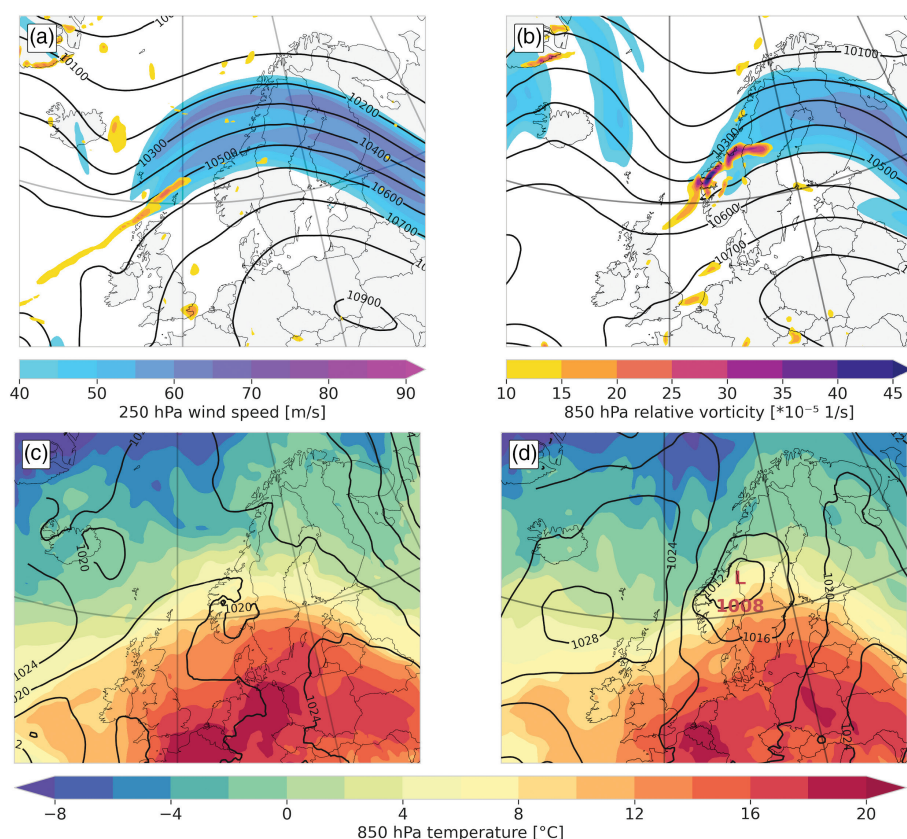 (a)
10100
10200
10300
10400
10500
10600
10700
10900
(b)
10100
10300
10500
10600
10700
40 50 60 70 80 90
250 hPa wind speed [m/s]
10 15 20 25 30 35 40 45
850 hPa relative vorticity [*10⁻⁵ 1/s]
(c)
1020
1020
1024
1020
1024
(d)
1024
1012
L
1008
1020
1016
1028
1024
−8 −4 0 4 8 12 16 20
850 hPa temperature [°C]